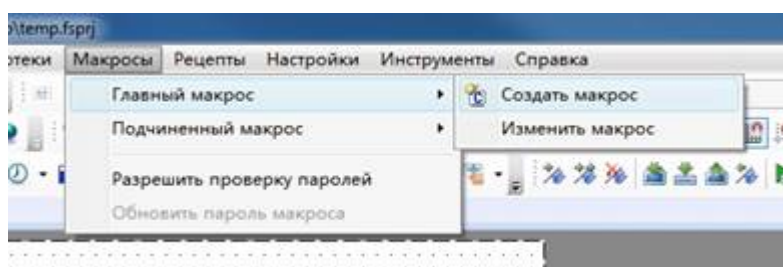 \temp.fsprj
отеки Макросы Рецепты Настройки Инструменты Справка
Главный макрос Создать макрос
Подчиненный макрос Изменить макрос
Разрешить проверку паролей
Обновить пароль макроса